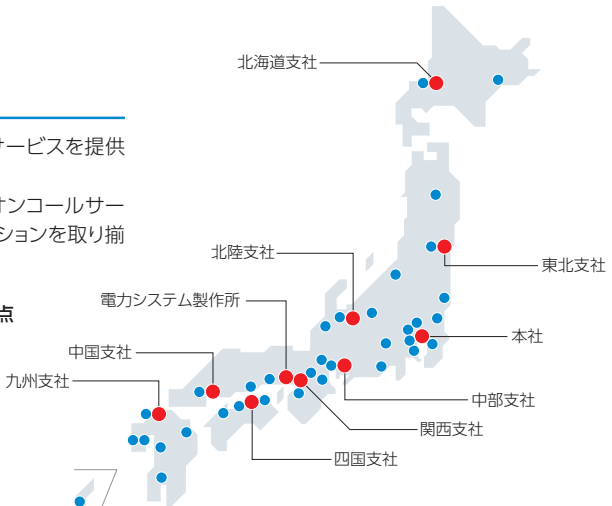 北海道支社
サービスを提供
オンコールサー
ションを取り揃
北陸支社
東北支社
点
電力システム製作所
本社
中国支社
九州支社
中部支社
関西支社
四国支社